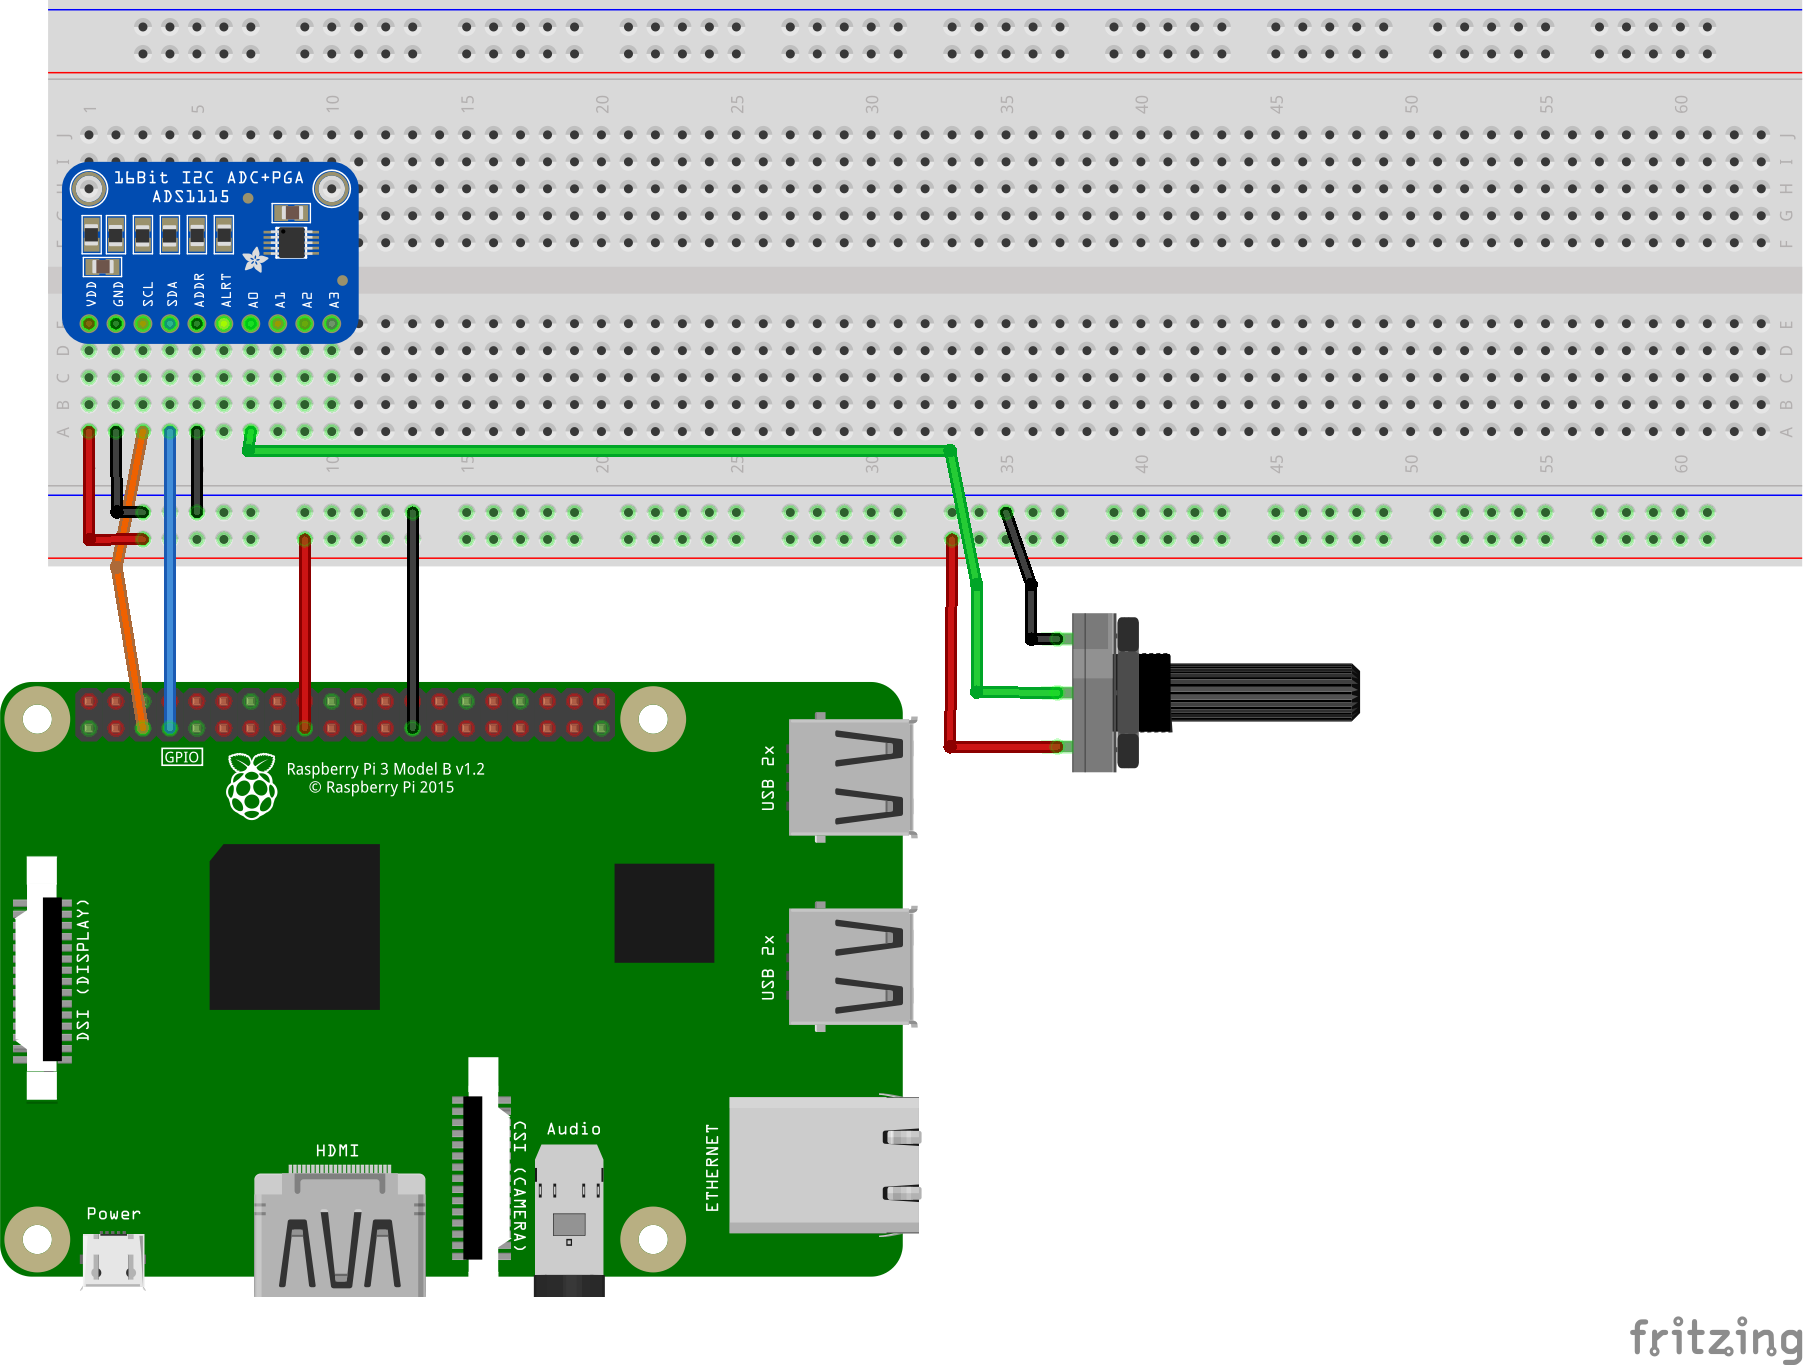 1 5 10 15 20 25 30 35 40 45 50 55 60
J J
I I
H
G G
F F
16Bit I2C ADC+PGA
ADS1115
VDD GND SCL SDA ADDR ALRT A0 A1 A2 A3
E E
D D
C C
B B
A A
10 15 20 25 30 35 40 45 50 55 60
GPIO
Raspberry Pi 3 Model B v1.2
© Raspberry Pi 2015
USB 2x
USB 2x
DSI (DISPLAY)
CSI (CAMERA)
Audio
ETHERNET
HDMI
Power
fritzing